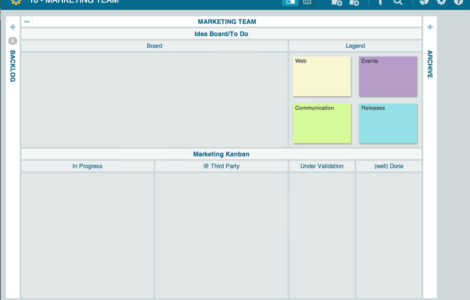 10 - MARKETING TEAM
MARKETING TEAM
Idea Board/To Do
Board
Legend
0
BACKLOG
Web
Events
ARCHIVE
Communication
Releases
Marketing Kanban
In Progress
@ Third Party
Under Validation
(well) Done